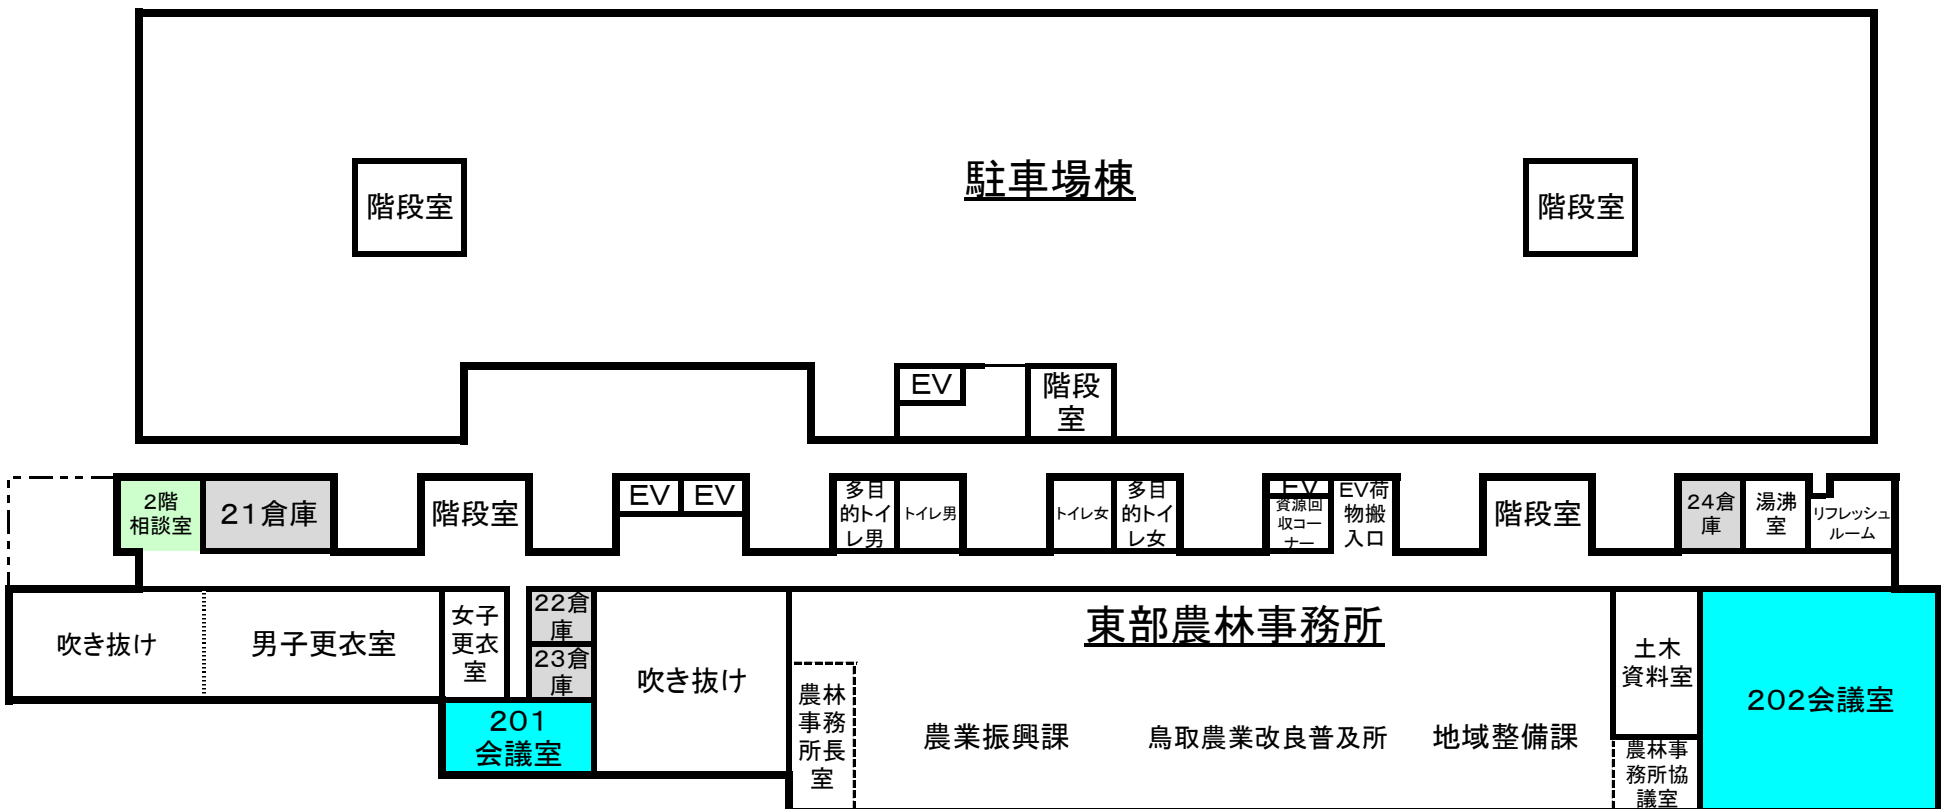 駐車場棟
階段室
階段室
EV
階段
室
2階
相談室
21倉庫
階段室
EV
EV
多目
的トイ
レ男
トイレ男
トイレ女
多目
的トイ
レ女
EV
資源回
収コー
ナー
EV荷
物搬
入口
階段室
24倉
庫
湯沸
室
リフレッシュ
ルーム
吹き抜け
男子更衣室
女子
更衣
室
22倉
庫
23倉
庫
201
会議室
吹き抜け
東部農林事務所
農林
事務
所長
室
農業振興課
鳥取農業改良普及所
地域整備課
土木
資料室
農林事
務所協
議室
202会議室